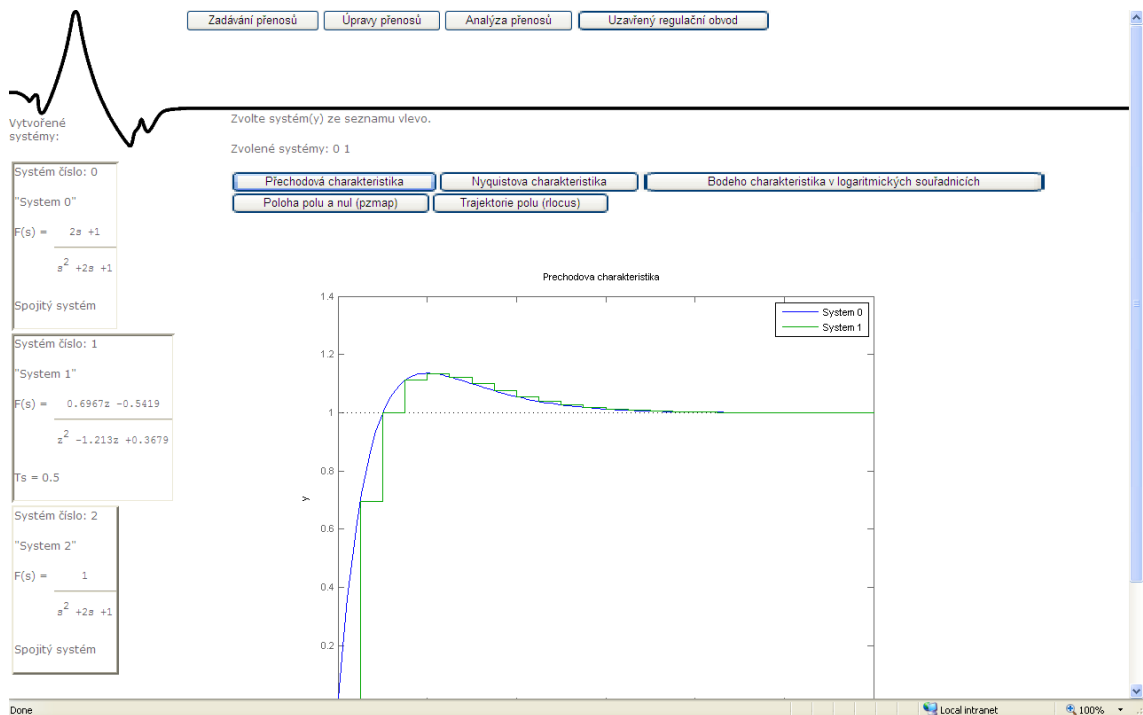 Zadávání přenosů Úpravy přenosů Analýza přenosů Uzavřený regulační obvod
Vytvořené
systémy:
Systém číslo: 0
"System 0"
F(s) = 2s +1
s^2 +2s +1
Spojitý systém
Systém číslo: 1
"System 1"
F(s) = 0.6967z -0.5419
z^2 -1.213z +0.3679
Ts = 0.5
Systém číslo: 2
"System 2"
F(s) = 1
s^2 +2s +1
Spojitý systém
Zvolte systém(y) ze seznamu vlevo.
Zvolené systémy: 0 1
Přechodová charakteristika Nyquistova charakteristika Bodeho charakteristika v logaritmických souřadnicích
Poloha polu a nul (pzmap) Trajektorie polu (rlocus)
Prechodova charakteristika
1.4
System 0
System 1
1.2
1
0.8
y
0.6
0.4
0.2
Done Local intranet 100%